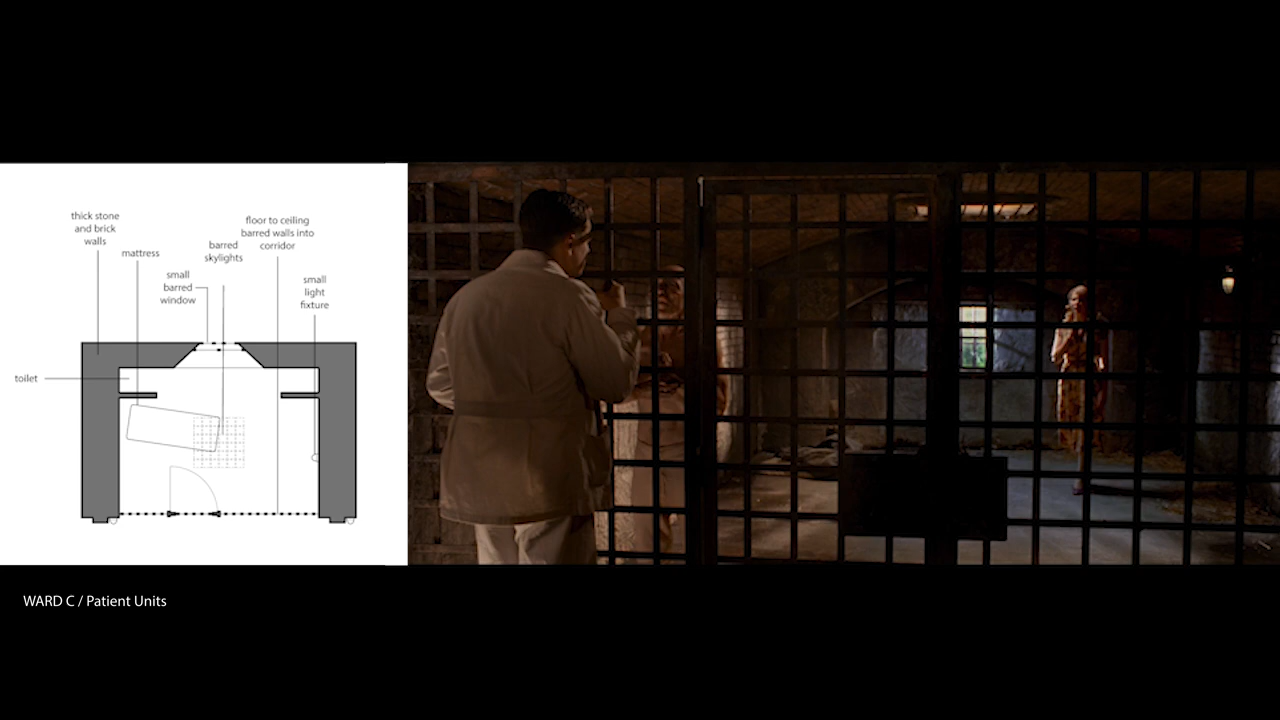 thick stone
and brick
walls
mattress
small
barred
window
barred
skylights
floor to ceiling
barred walls into
corridor
small
light
fixture
toilet
WARD C / Patient Units